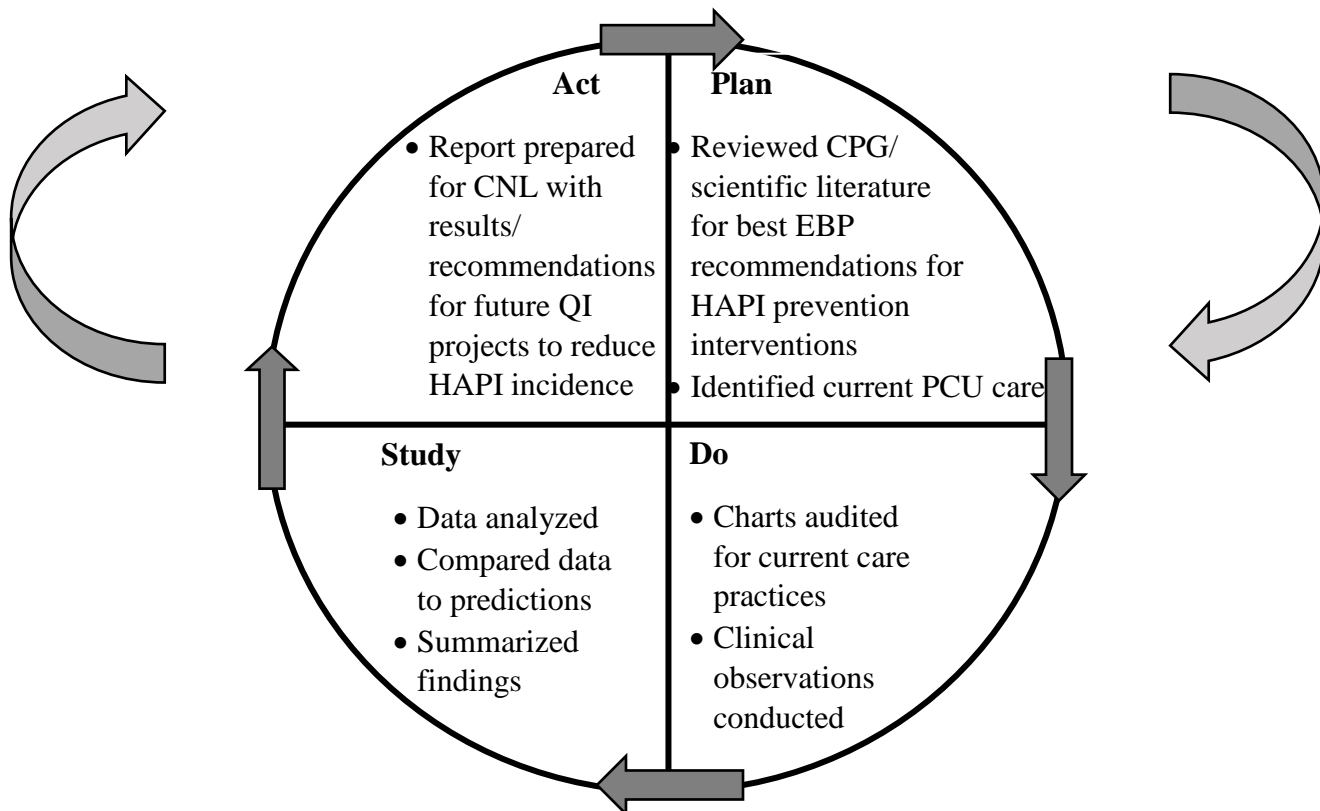 Act
• Report prepared
for CNL with
results/
recommendations
for future QI
projects to reduce
HAPI incidence
Plan
• Reviewed CPG/
scientific literature
for best EBP
recommendations for
HAPI prevention
interventions
• Identified current PCU care
Study
• Data analyzed
• Compared data
to predictions
• Summarized
findings
Do
• Charts audited
for current care
practices
• Clinical
observations
conducted